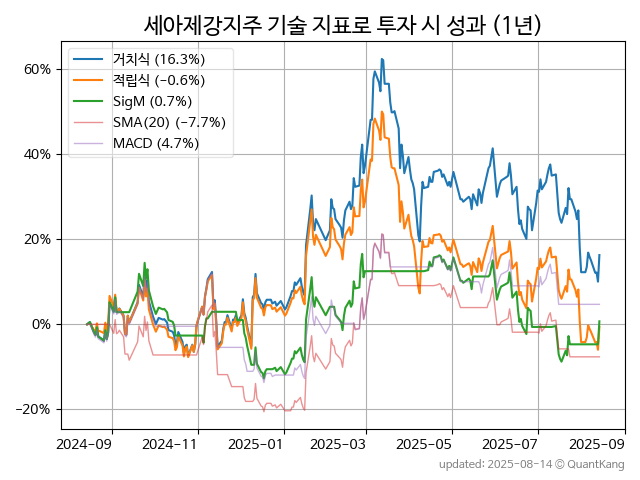 세아제강지주 기술 지표로 투자 시 성과 (1년)
거치식 (16.3%)
적립식 (−0.6%)
SigM (0.7%)
SMA(20) (−7.7%)
MACD (4.7%)
60%
40%
20%
0%
−20%
2024−09 2024−11 2025−01 2025−03 2025−05 2025−07 2025−09
updated: 2025−08−14 © QuantKang